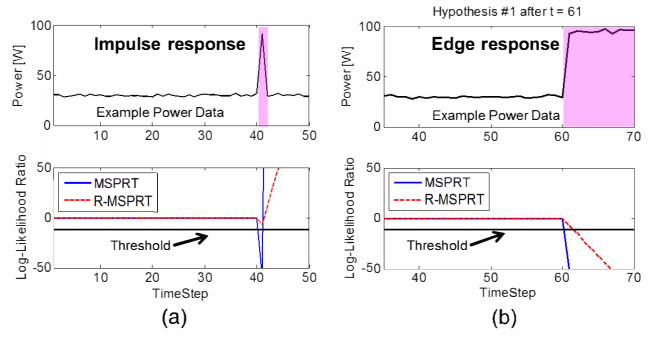 Hypothesis #1 after t = 61
Impulse response
Power [W]
100
50
0
Example Power Data
10 20 30 40 50
Log-Likelihood Ratio
50
0
-50
MSPRT
R-MSPRT
Threshold
10 20 30 40 50
TimeStep
(a)
Edge response
Power [W]
100
50
0
Example Power Data
40 50 60 70
Log-Likelihood Ratio
50
0
-50
MSPRT
R-MSPRT
Threshold
40 50 60 70
TimeStep
(b)